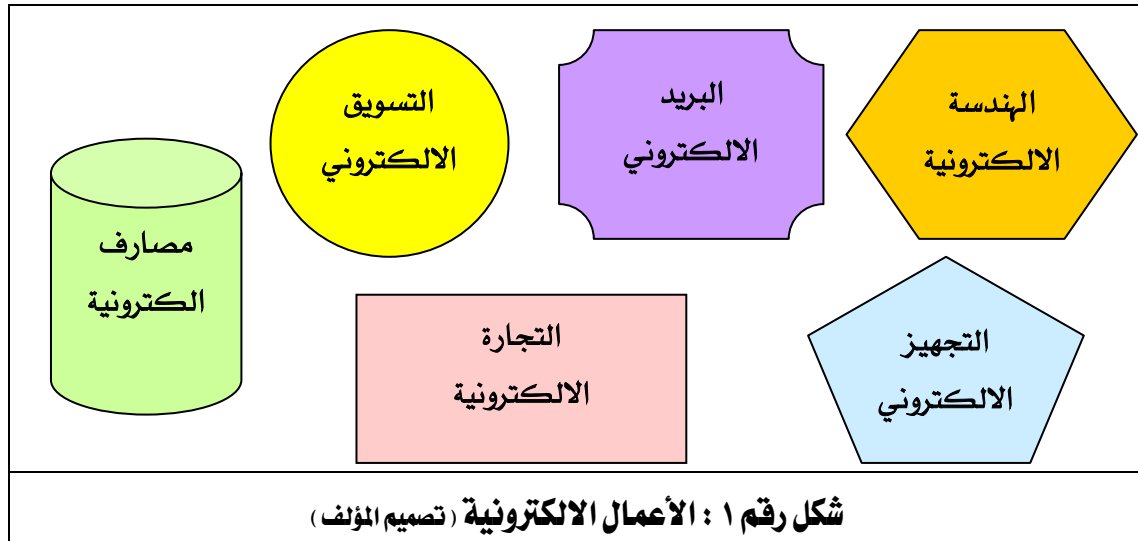 الهندسة
الالكترونية
البريد
الالكتروني
التسويق
الالكتروني
مصارف
الكترونية
التجهيز
الالكتروني
التجارة
الالكترونية
شكل رقم ١ : الأعمال الالكترونية (تصميم المؤلف)